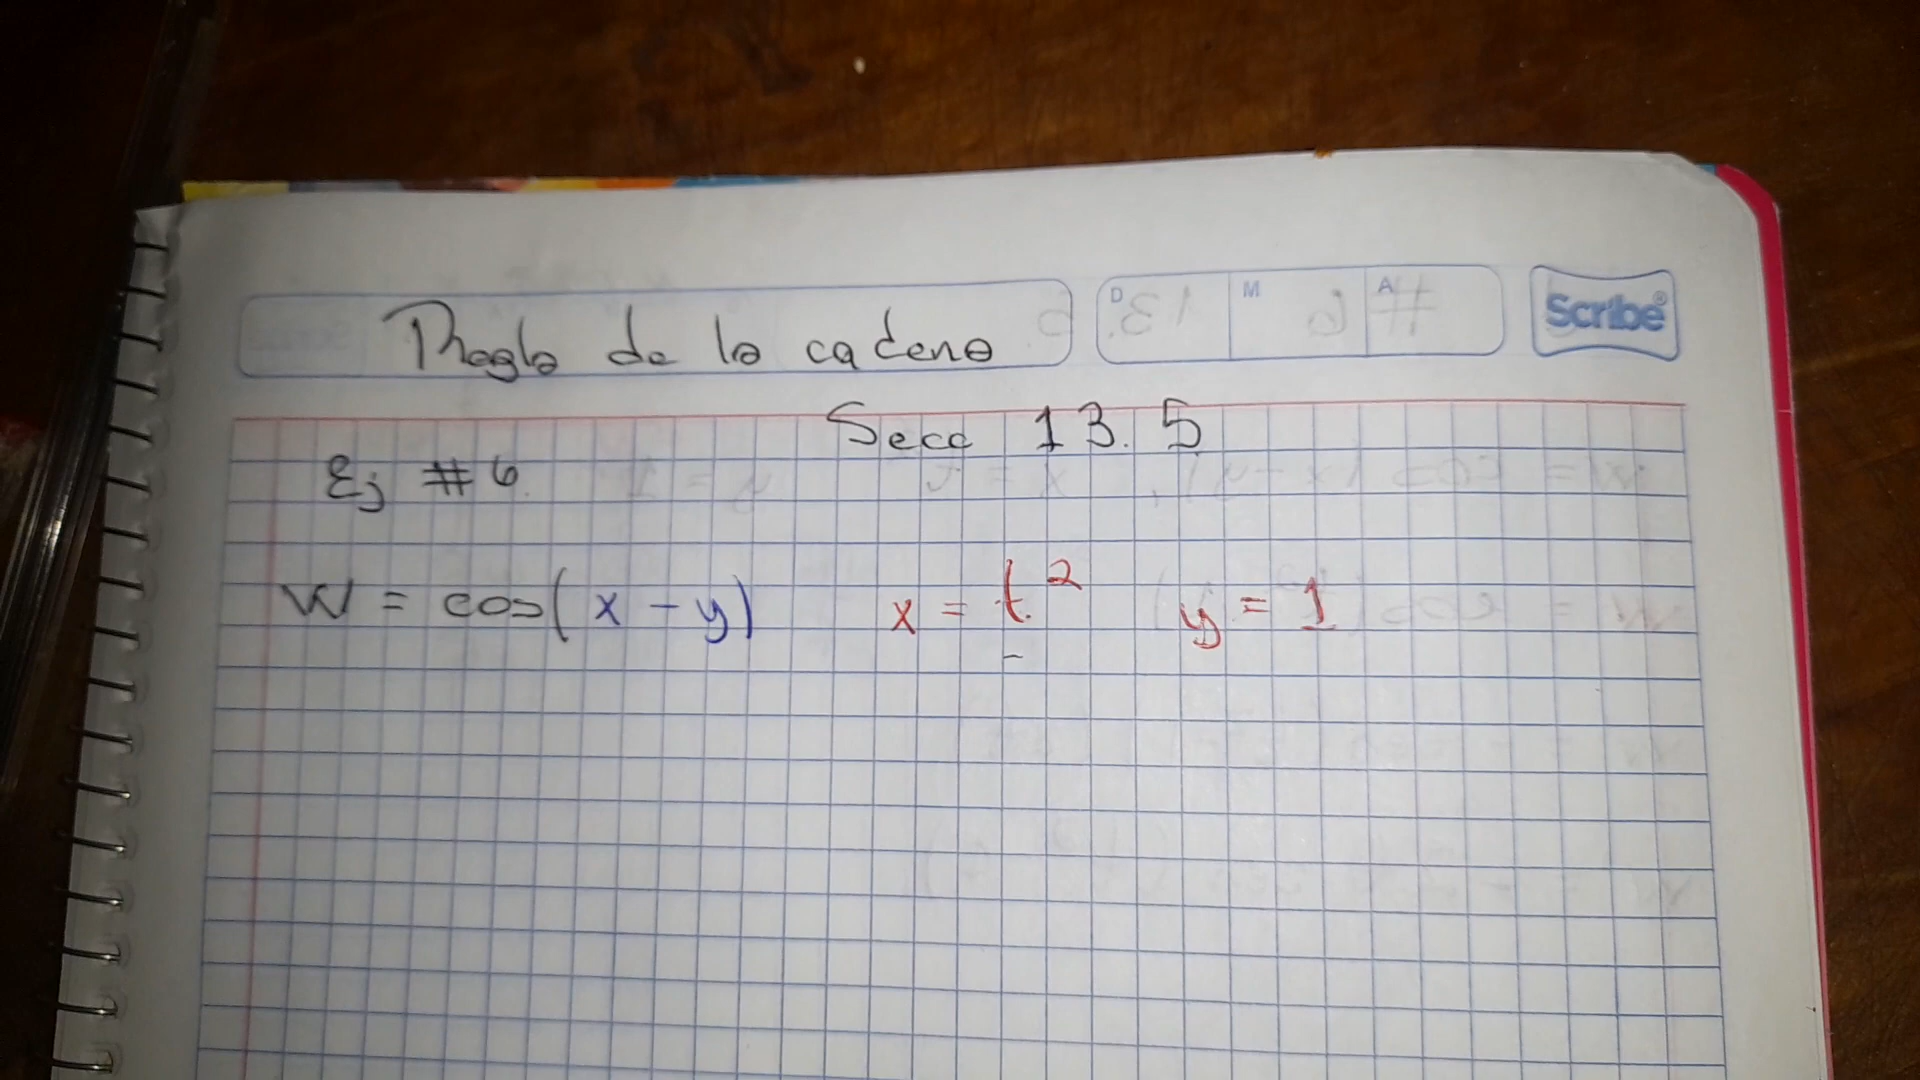 Regla de la cadena
D M A
Scribe®
Secc 13.5
Ej #6
W = cos(x - y) x = t² y = 1